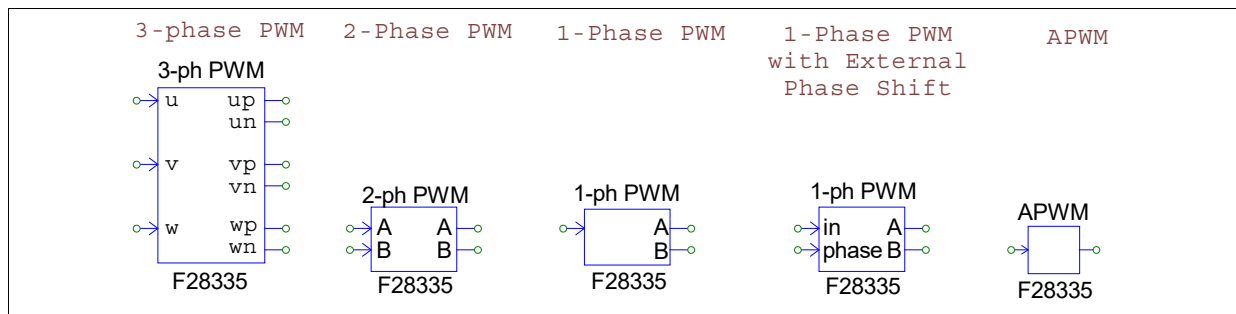 3-phase PWM
2-Phase PWM
1-Phase PWM
1-Phase PWM
with External
Phase Shift
APWM
3-ph PWM
u up
un
v vp
vn
w wp
wn
F28335
2-ph PWM
A A
B B
F28335
1-ph PWM
A
B
F28335
1-ph PWM
in A
phase B
F28335
APWM
F28335